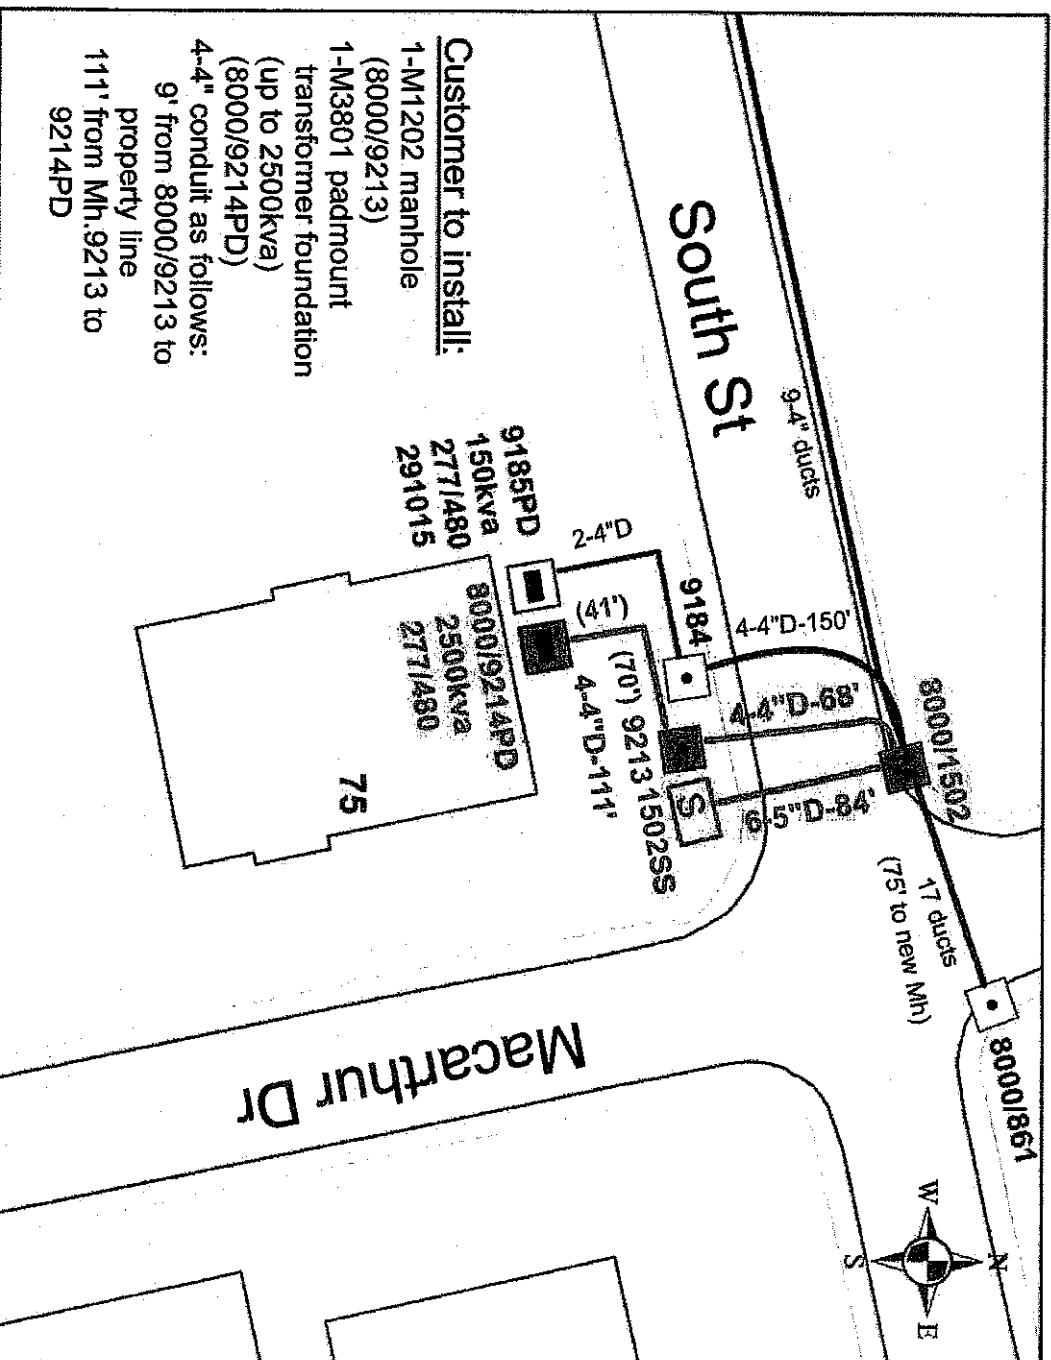 Customer to install:
1-M1202 manhole
(8000/9213)
1-M3801 padmount
transformer foundation
(up to 2500kva)
(8000/9214PD)
4-4" conduit as follows:
9' from 8000/9213 to
property line
111' from Mh.9213 to
9214PD
South St
9-4" ducts
9185PD
150kva
277/480
291015
2-4"D
9184
4-4"D-150'
(41')
(70')
4-4"D-111'
8000/9214PD
2500kva
277/480
75
9213
1502SS
S
4-4"D-68'
6-5"D-84'
8000/1502
17 ducts
(75' to new Mh)
8000/861
Macarthur Dr
N
W
E
S